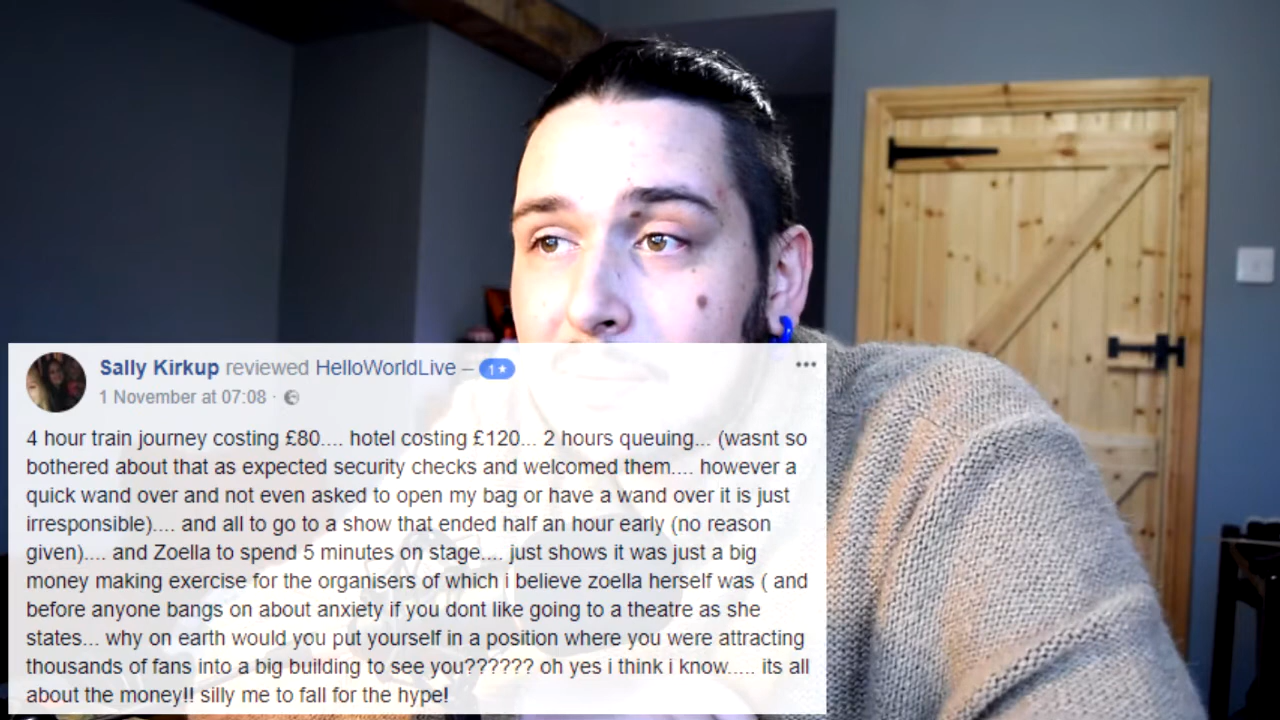 Sally Kirkup reviewed HelloWorldLive – 1★
1 November at 07:08 ·
4 hour train journey costing £80.... hotel costing £120... 2 hours queuing... (wasnt so
bothered about that as expected security checks and welcomed them.... however a
quick wand over and not even asked to open my bag or have a wand over it is just
irresponsible).... and all to go to a show that ended half an hour early (no reason
given).... and Zoella to spend 5 minutes on stage.... just shows it was just a big
money making exercise for the organisers of which i believe zoella herself was ( and
before anyone bangs on about anxiety if you dont like going to a theatre as she
states... why on earth would you put yourself in a position where you were attracting
thousands of fans into a big building to see you?????? oh yes i think i know..... its all
about the money!! silly me to fall for the hype!